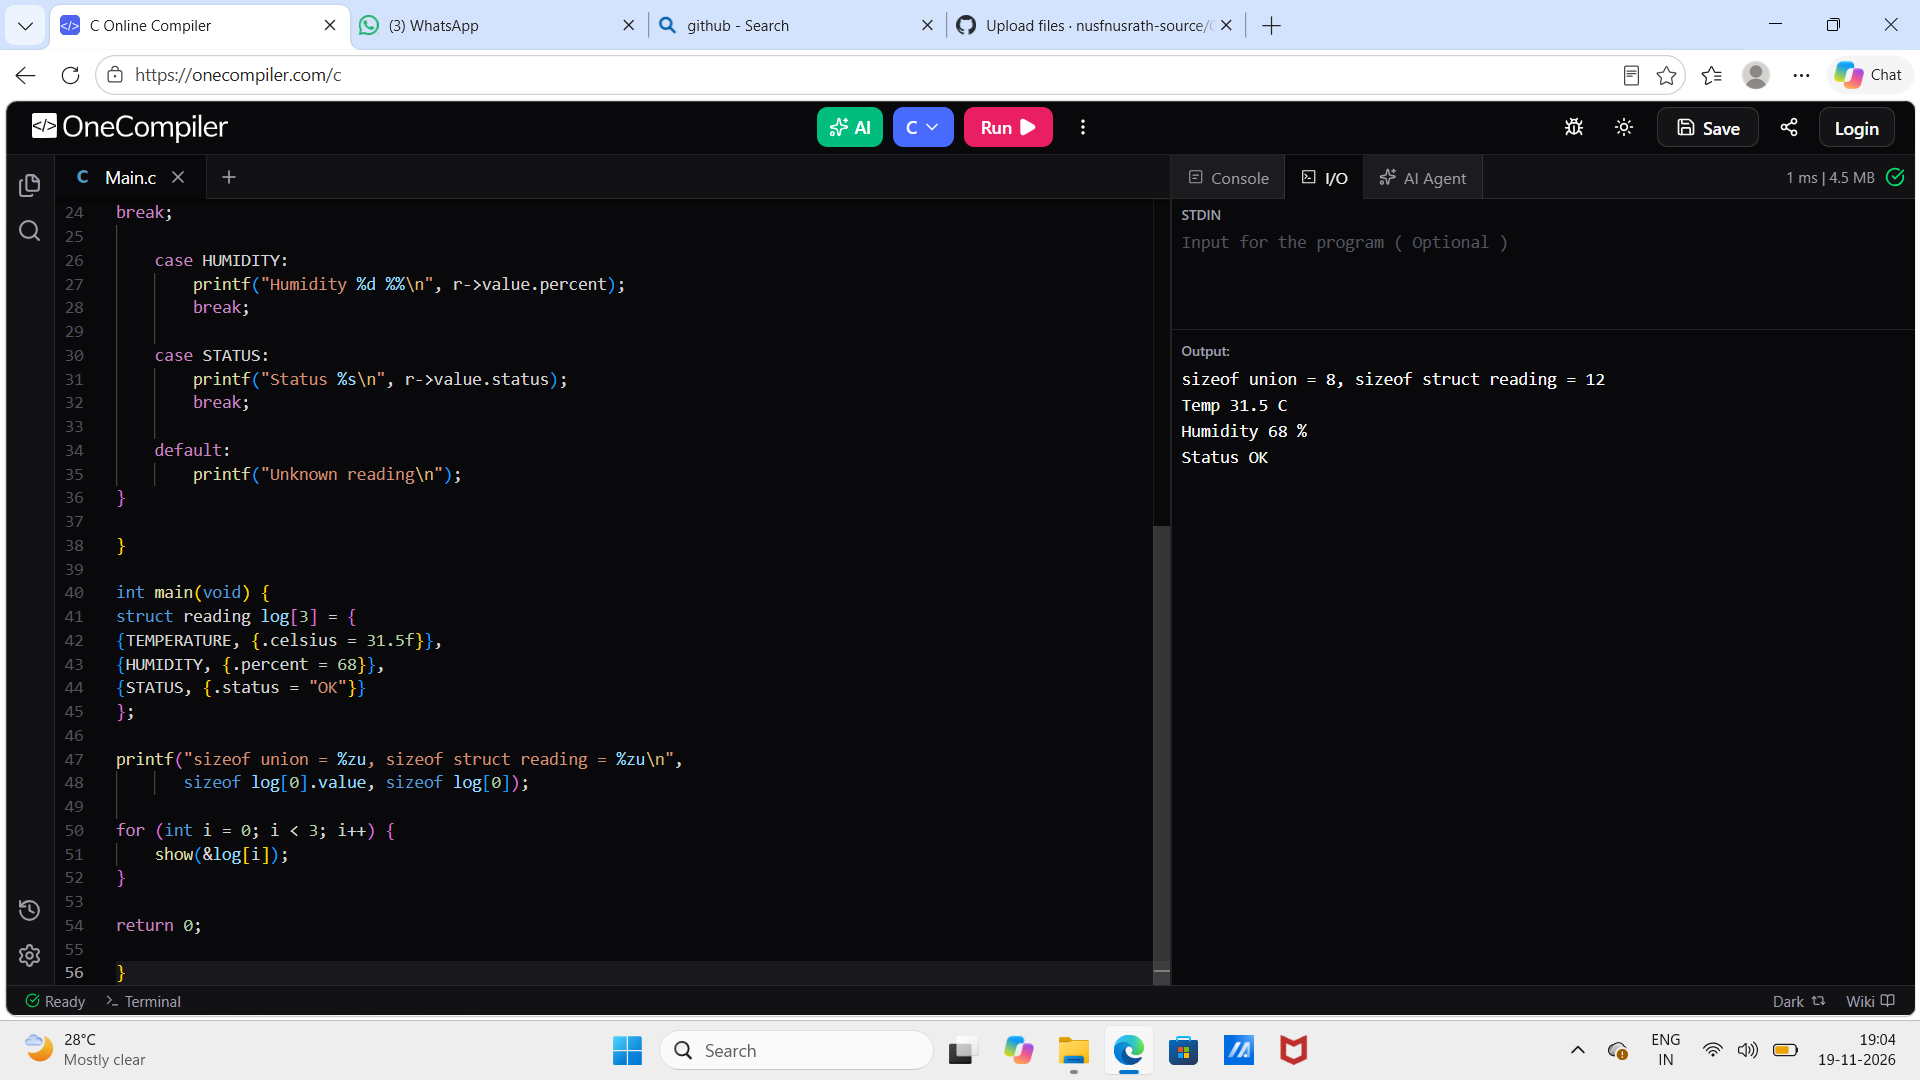 C Online Compiler
(3) WhatsApp
github - Search
Upload files · nusfnusrath-source/
https://onecompiler.com/c
Chat
</> OneCompiler
AI
C
Run
Save
Login
C Main.c
Console
I/O
AI Agent
1 ms | 4.5 MB
24 break;
25
26 case HUMIDITY:
27 printf("Humidity %d %%\n", r->value.percent);
28 break;
29
30 case STATUS:
31 printf("Status %s\n", r->value.status);
32 break;
33
34 default:
35 printf("Unknown reading\n");
36 }
37
38 }
39
40 int main(void) {
41 struct reading log[3] = {
42 {TEMPERATURE, {.celsius = 31.5f}},
43 {HUMIDITY, {.percent = 68}},
44 {STATUS, {.status = "OK"}}
45 };
46
47 printf("sizeof union = %zu, sizeof struct reading = %zu\n",
48 sizeof log[0].value, sizeof log[0]);
49
50 for (int i = 0; i < 3; i++) {
51 show(&log[i]);
52 }
53
54 return 0;
55
56 }
STDIN
Input for the program ( Optional )
Output:
sizeof union = 8, sizeof struct reading = 12
Temp 31.5 C
Humidity 68 %
Status OK
Ready
Terminal
Dark
Wiki
28°C
Mostly clear
Search
ENG
IN
19:04
19-11-2026